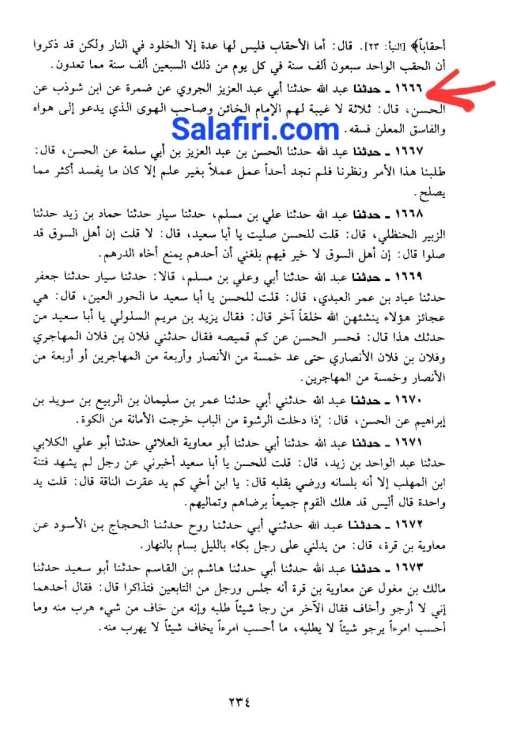 أحقاباً﴾ [النبأ: ٢٣]. قال: أما الأحقاب فليس لها عدة إلا الخلود في النار ولكن قد ذكروا
أن الحقب الواحد سبعون ألف سنة في كل يوم من ذلك السبعين ألف سنة مما تعدون.
١٦٦٦ ـ حدثنا عبد الله حدثنا أبي عبد العزيز الجروي عن ضمرة عن ابن شوذب عن
الحسن، قال: ثلاثة لا غيبة لهم الإمام الخائن وصاحب الهوى الذي يدعو إلى هواه
والفاسق المعلن فسقه.
Salafiri.com
١٦٦٧ ـ حدثنا عبد الله حدثنا الحسن بن عبد العزيز بن أبي سلمة عن الحسن، قال:
طلبنا هذا الأمر ونظرنا فلم نجد أحداً عمل عملاً بغير علم إلا كان ما يفسد أكثر مما
يصلح.
١٦٦٨ ـ حدثنا عبد الله حدثنا علي بن مسلم، حدثنا سيار حدثنا حماد بن زيد حدثنا
الزبير الحنظلي، قال: قلت للحسن صليت يا أبا سعيد، قال: لا قلت إن أهل السوق قد
صلوا قال: إن أهل السوق لا خير فيهم بلغني أن أحدهم يمنع أخاه الدرهم.
١٦٦٩ ـ حدثنا عبد الله حدثنا أبي وعلي بن مسلم، قالا: حدثنا سيار حدثنا جعفر
حدثنا عباد بن عمر العبدي، قال: قلت للحسن يا أبا سعيد ما الحور العين، قال: هي
عجائز هؤلاء ينشئهن الله خلقاً آخر قال: فقال يزيد بن مريم السلولي يا أبا سعيد من
حدثك هذا قال: فحسر الحسن عن كم قميصه فقال حدثني فلان بن فلان المهاجري
وفلان بن فلان الأنصاري حتى عد خمسة من الأنصار وأربعة من المهاجرين أو أربعة من
الأنصار وخمسة من المهاجرين.
١٦٧٠ ـ حدثنا عبد الله حدثني أبي حدثنا عمر بن سليمان بن الربيع بن سويد بن
إبراهيم عن الحسن، قال: إذا دخلت الرشوة من الباب خرجت الأمانة من الكوة.
١٦٧١ ـ حدثنا عبد الله حدثنا أبي حدثنا أبو معاوية العلائي حدثنا أبو علي الكلابي
حدثنا عبد الواحد بن زيد، قال: قلت للحسن يا أبا سعيد أخبرني عن رجل لم يشهد فتنة
ابن المهلب إلا أنه بلسانه ورضي بقلبه قال: يا ابن أخي كم يد عقرت الناقة قال: قلت يد
واحدة قال أليس قد هلك القوم جميعاً برضاهم وتماليهم.
١٦٧٢ ـ حدثنا عبد الله حدثني أبي حدثنا روح حدثنا الحجاج بن الأسود عن
معاوية بن قرة، قال: من يدلني على رجل بكاء بالليل بسام بالنهار.
١٦٧٣ ـ حدثنا عبد الله حدثنا أبي حدثنا هاشم بن القاسم حدثنا أبو سعيد حدثنا
مالك بن مغول عن معاوية بن قرة أنه جلس ورجل من التابعين فتذاكرا قال: فقال أحدهما
إني لا أرجو وأخاف فقال الآخر من رجا شيئاً طلبه وإنه من خاف من شيء هرب منه وما
أحسب امرءاً يرجو شيئاً لا يطلبه، ما أحسب امرءاً يخاف شيئاً لا يهرب منه.
٢٣٤